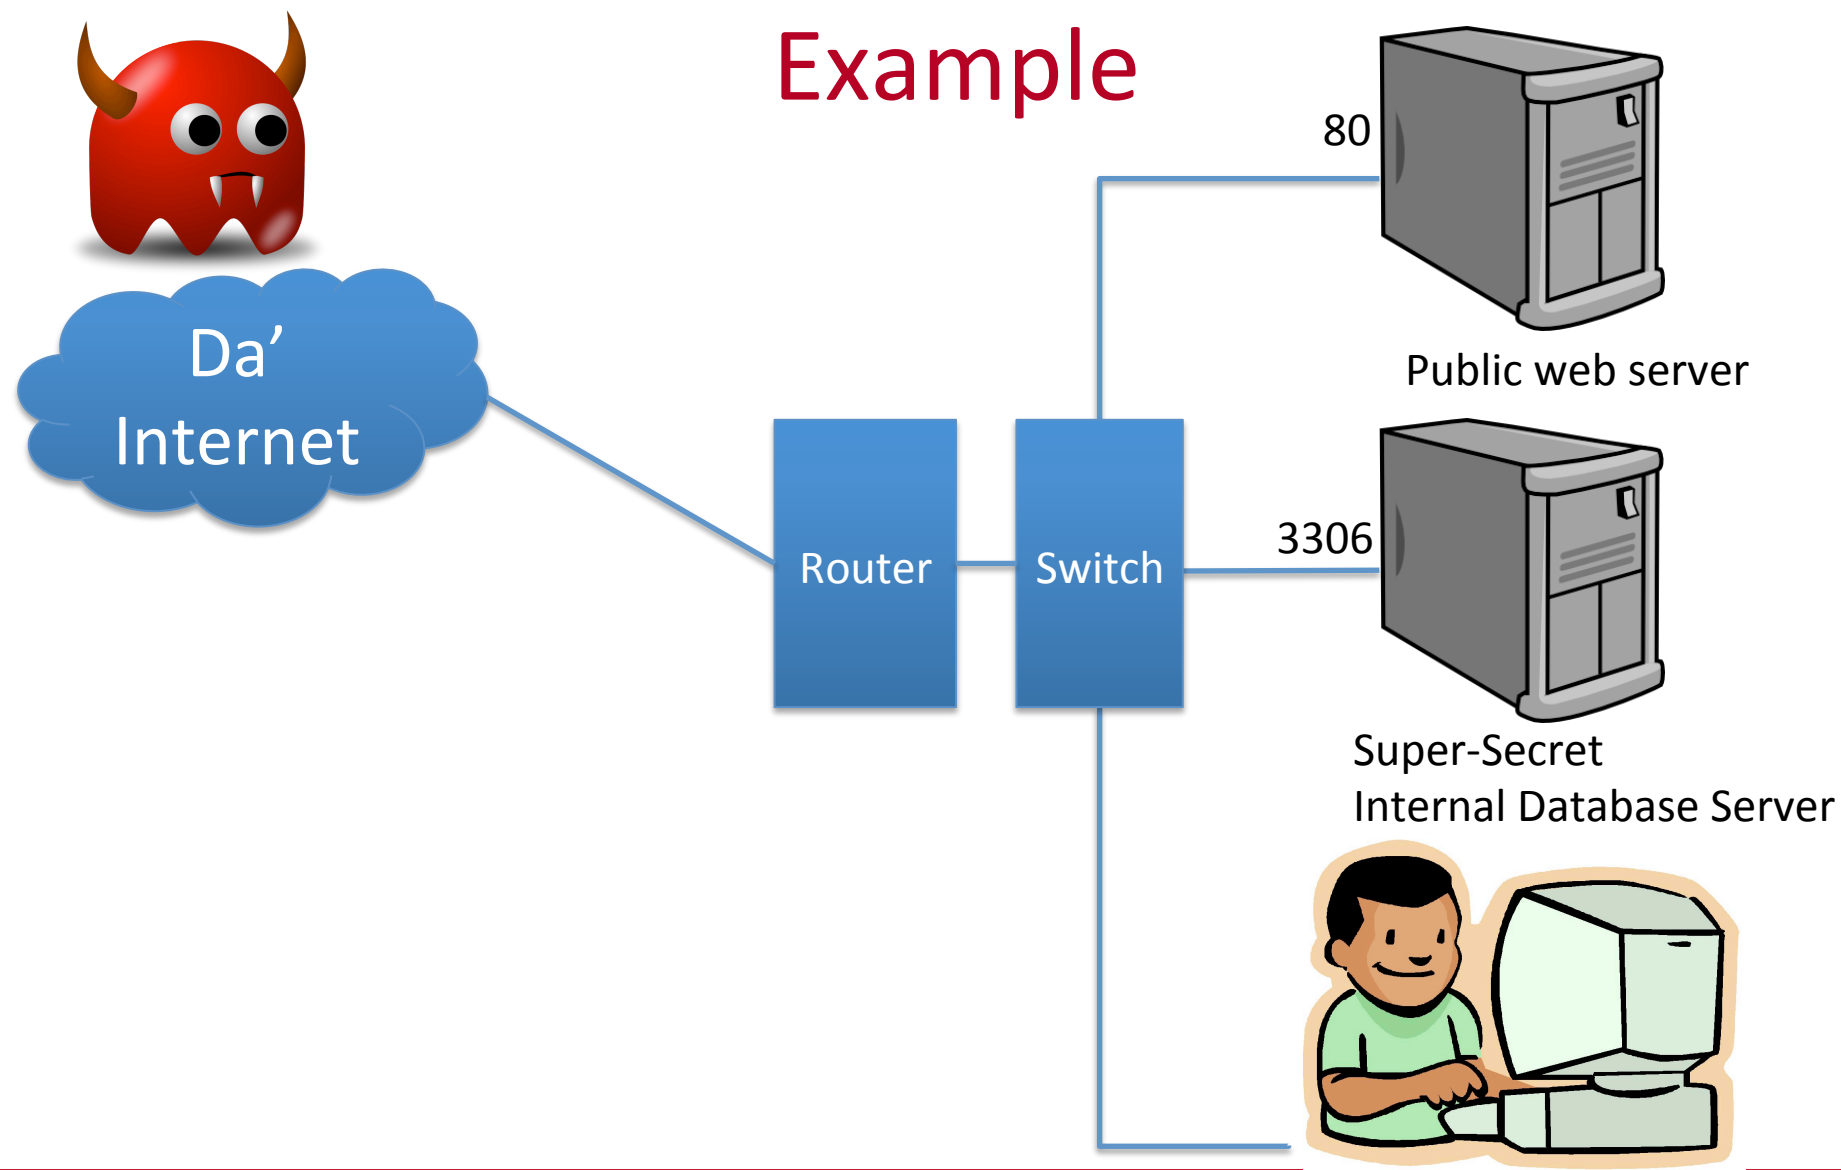 Example
80
Da’
Internet
Public web server
Router
Switch
3306
Super-Secret
Internal Database Server